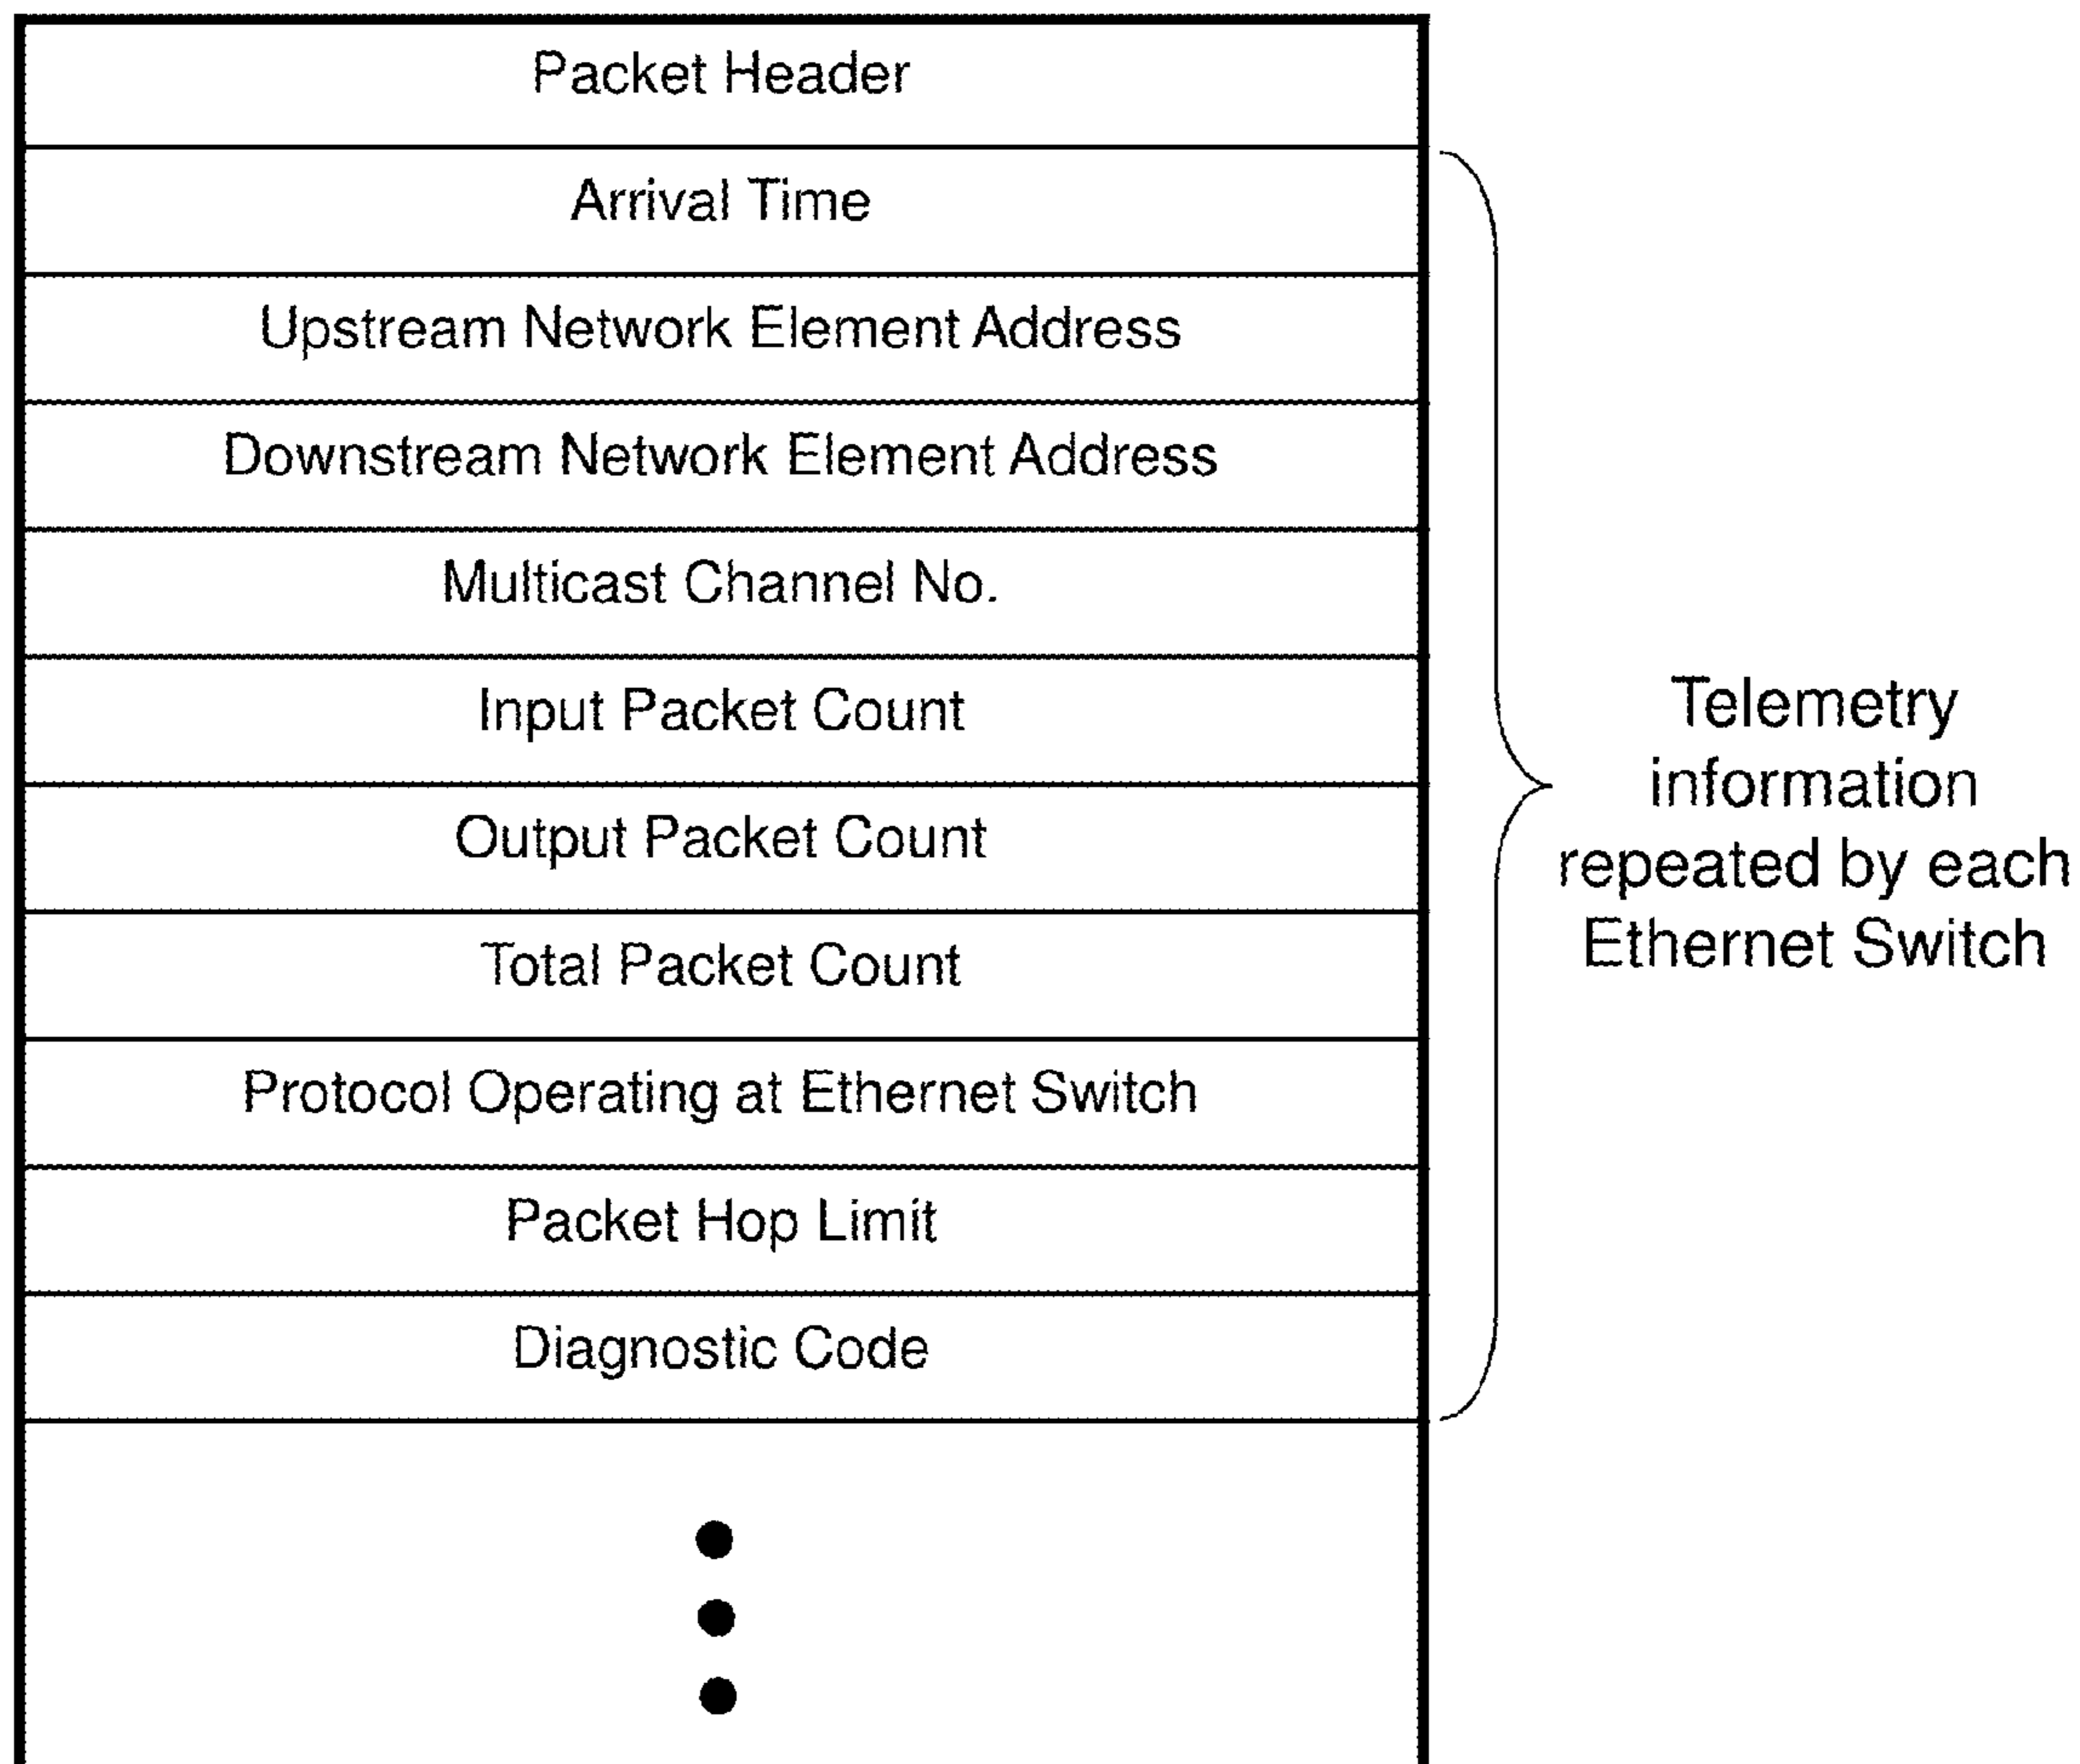 Packet Header
Arrival Time
Upstream Network Element Address
Downstream Network Element Address
Multicast Channel No.
Input Packet Count
Output Packet Count
Total Packet Count
Protocol Operating at Ethernet Switch
Packet Hop Limit
Diagnostic Code
Telemetry
information
repeated by each
Ethernet Switch